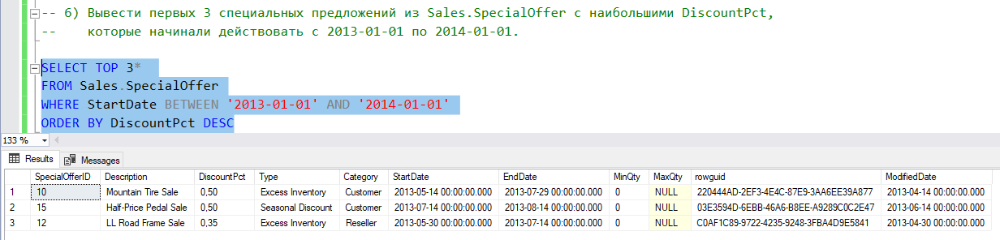 -- 6) Вывести первых 3 специальных предложений из Sales.SpecialOffer с наибольшими DiscountPct,
-- которые начинали действовать с 2013-01-01 по 2014-01-01.
SELECT TOP 3*
FROM Sales.SpecialOffer
WHERE StartDate BETWEEN '2013-01-01' AND '2014-01-01'
ORDER BY DiscountPct DESC
133 %
Results Messages
SpecialOfferID Description DiscountPct Type Category StartDate EndDate MinQty MaxQty rowguid ModifiedDate
1 10 Mountain Tire Sale 0,50 Excess Inventory Customer 2013-05-14 00:00:00.000 2013-07-29 00:00:00.000 0 NULL 220444AD-2EF3-4E4C-87E9-3AA6EE39A877 2013-04-14 00:00:00.000
2 15 Half-Price Pedal Sale 0,50 Seasonal Discount Customer 2013-07-14 00:00:00.000 2013-08-14 00:00:00.000 0 NULL 03E3594D-6EBB-46A6-B8EE-A9289C0C2E47 2013-06-14 00:00:00.000
3 12 LL Road Frame Sale 0,35 Excess Inventory Reseller 2013-05-30 00:00:00.000 2013-07-14 00:00:00.000 0 NULL C0AF1C89-9722-4235-9248-3FBA4D9E5841 2013-04-30 00:00:00.000